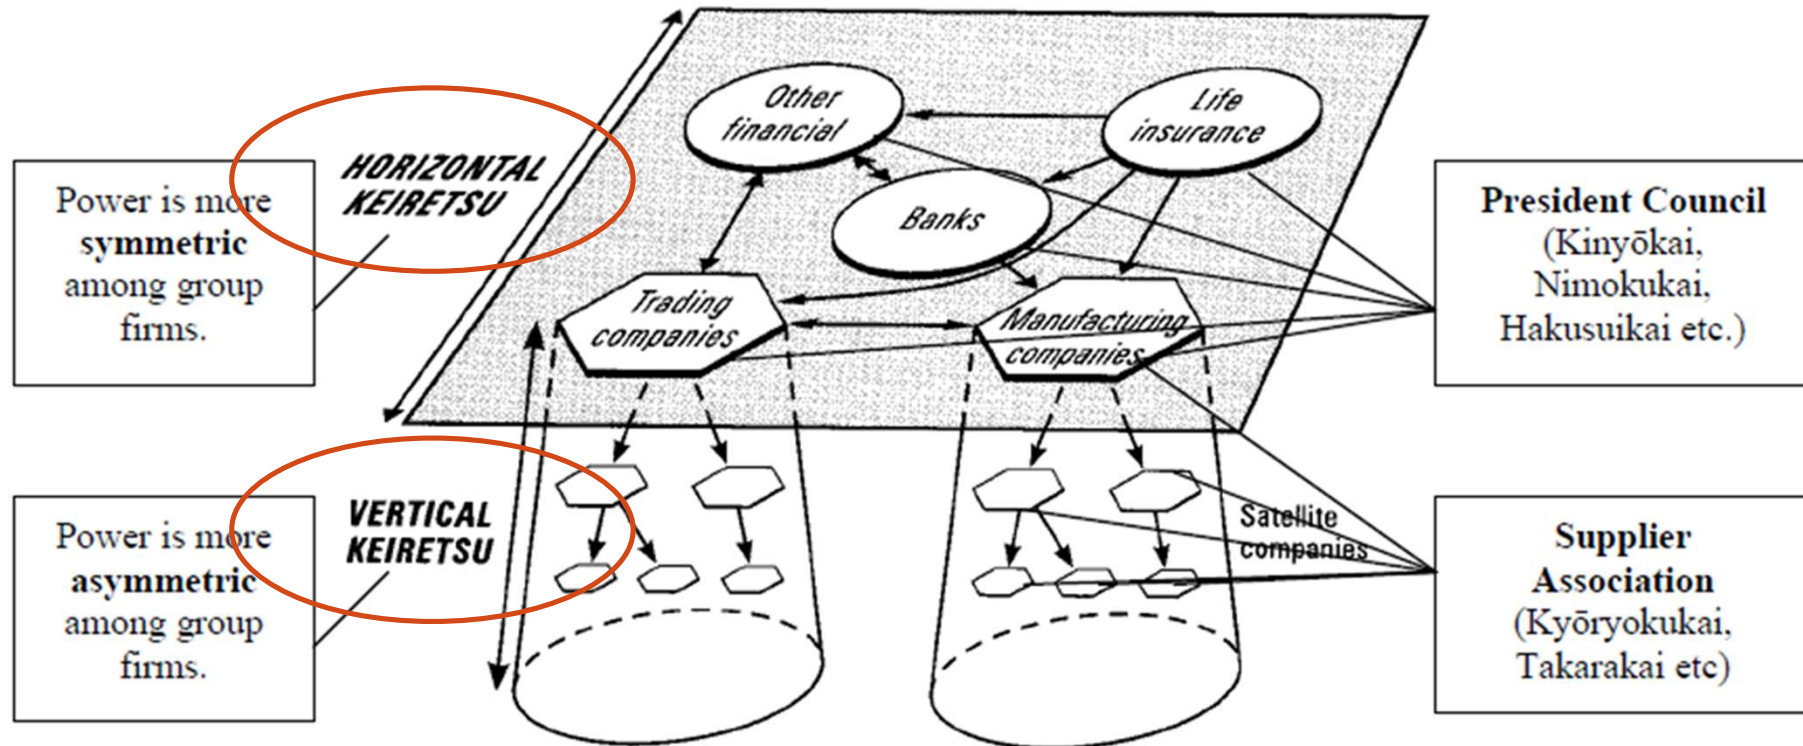 Other
financial
Life
insurance
HORIZONTAL
KEIRETSU
Power is more
symmetric
among group
firms.
Banks
President Council
(Kinyōkai,
Nimokukai,
Hakusuikai etc.)
Trading
companies
Manufacturing
companies
VERTICAL
KEIRETSU
Power is more
asymmetric
among group
firms.
Satellite
companies
Supplier
Association
(Kyōryokukai,
Takarakai etc)